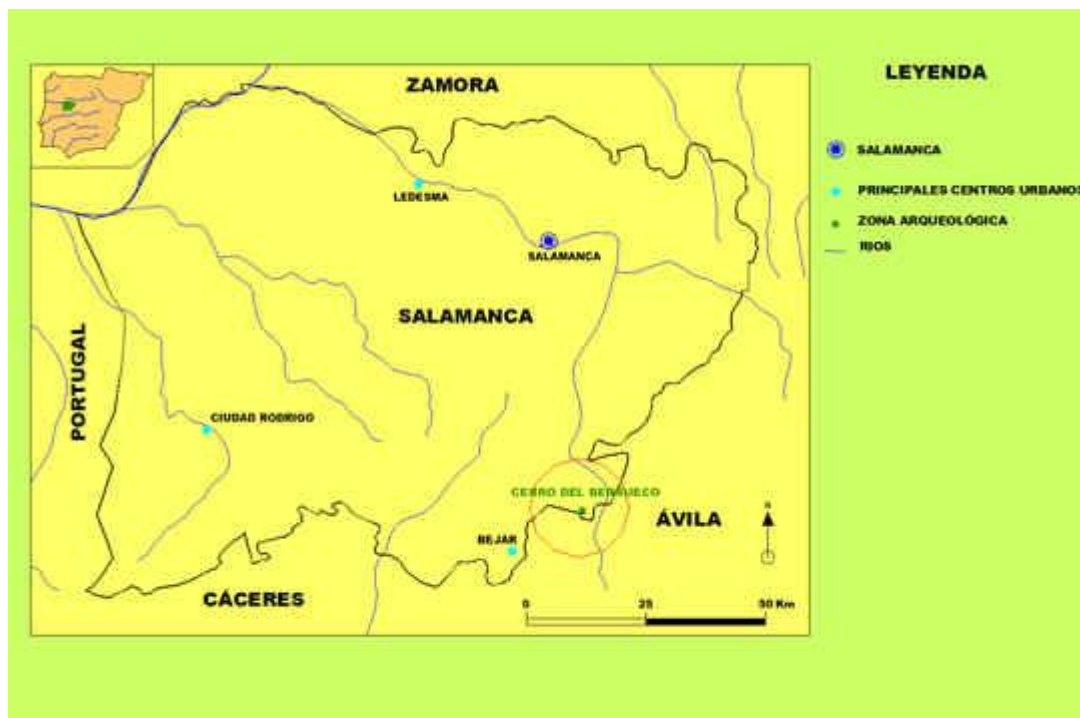 ZAMORA
LEYENDA
SALAMANCA
PRINCIPALES CENTROS URBANOS
ZONA ARQUEOLÓGICA
RIOS
LEDESMA
SALAMANCA
SALAMANCA
PORTUGAL
CIUDAD RODRIGO
CERRO DEL BERRUECO
ÁVILA
N
BEJAR
CÁCERES
0 25 50 Km